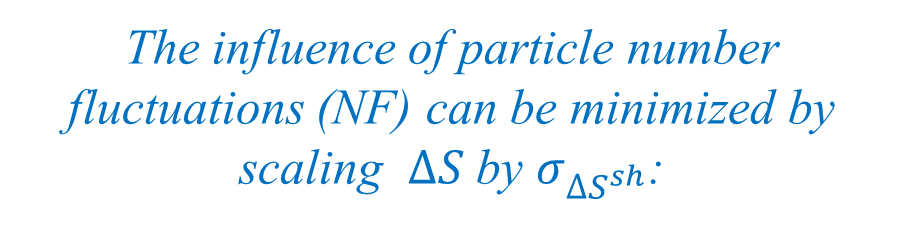 The influence of particle number
fluctuations (NF) can be minimized by
scaling ΔS by σ_{ΔS^{sh}}: